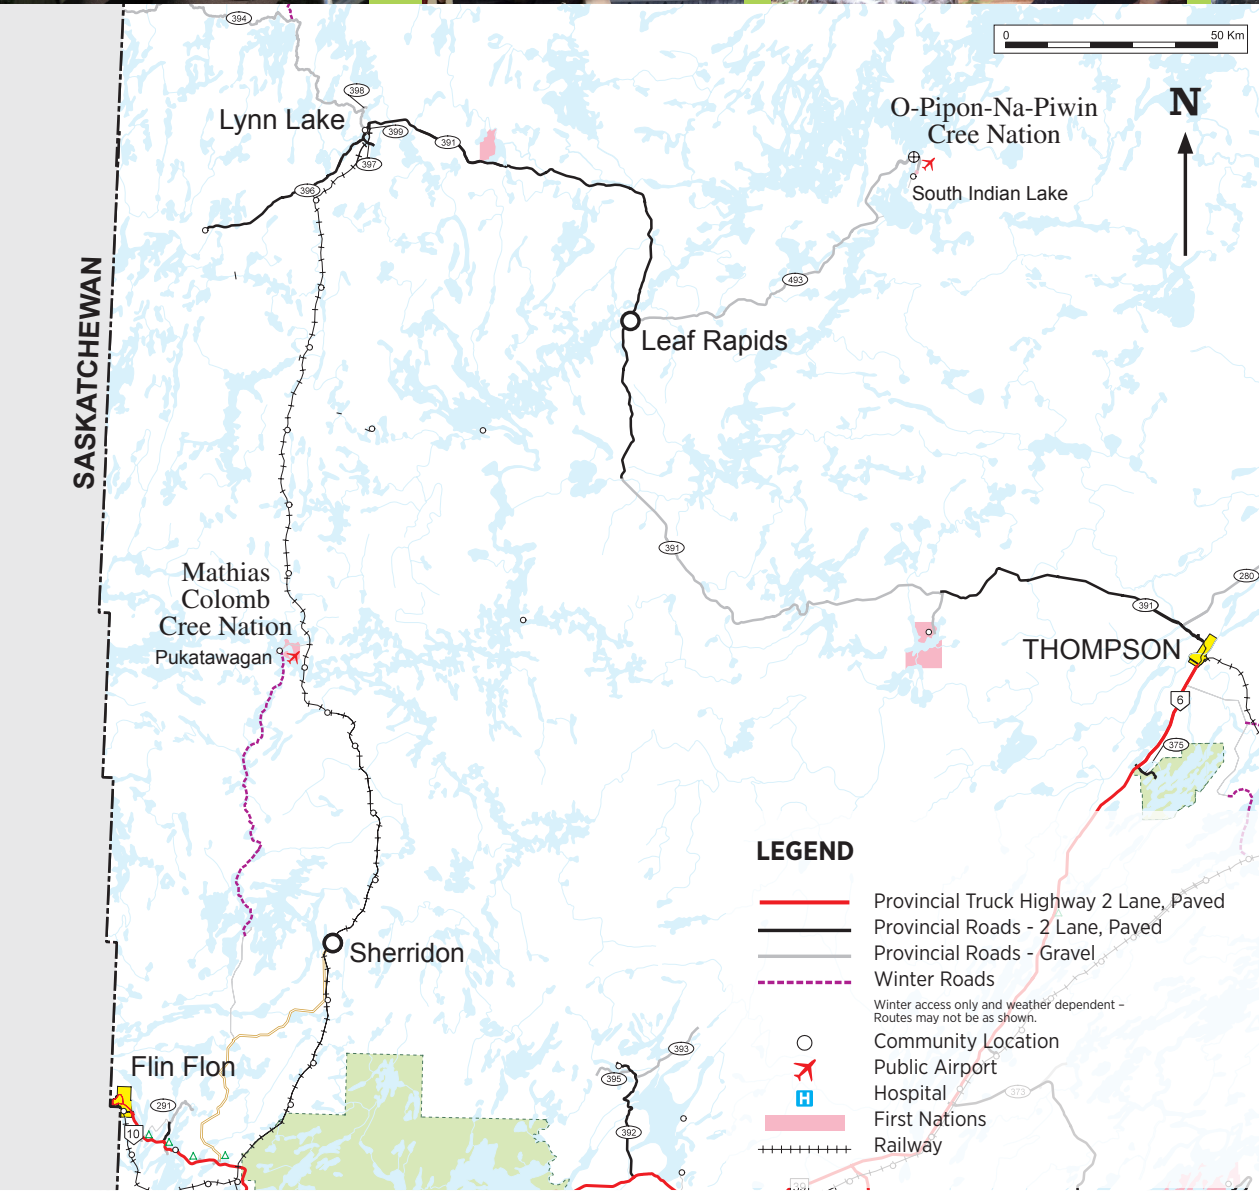 394
0 50 Km
398
Lynn Lake
399
391
397
396
O-Pipon-Na-Piwin
Cree Nation
N
South Indian Lake
493
SASKATCHEWAN
Leaf Rapids
391
Mathias
Colomb
Cree Nation
Pukatawagan
280
391
THOMPSON
6
375
LEGEND
Provincial Truck Highway 2 Lane, Paved
Provincial Roads - 2 Lane, Paved
Provincial Roads - Gravel
Winter Roads
Winter access only and weather dependent –
Routes may not be as shown.
Community Location
Public Airport
H Hospital
First Nations
Railway
Sherridon
Flin Flon
291
10
393
395
392
373
39